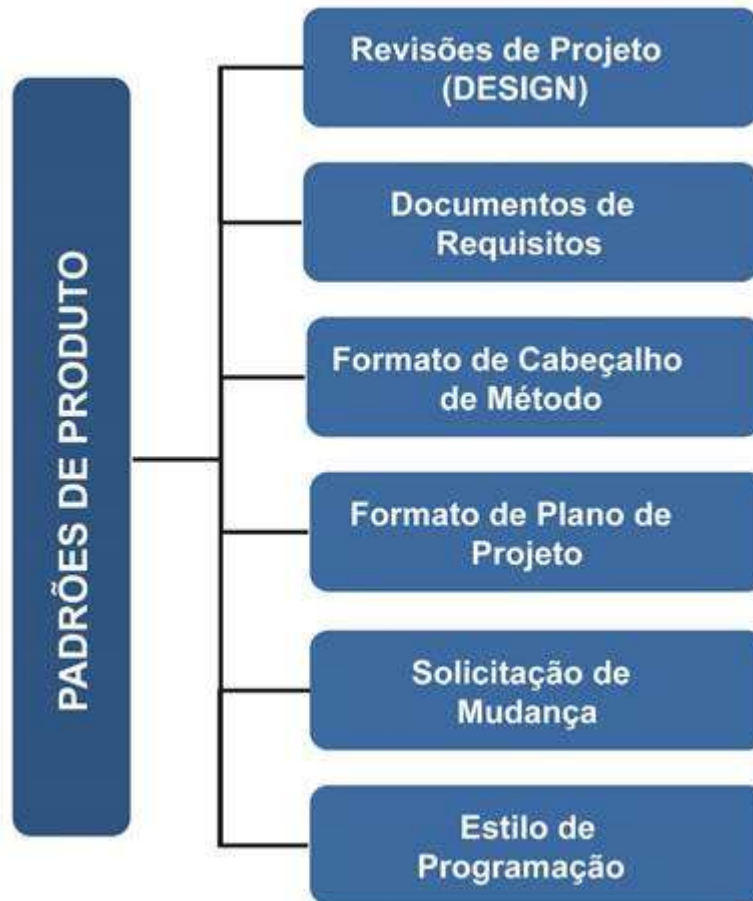 PADRÕES DE PRODUTO
Revisões de Projeto
(DESIGN)
Documentos de
Requisitos
Formato de Cabeçalho
de Método
Formato de Plano de
Projeto
Solicitação de
Mudança
Estilo de
Programação